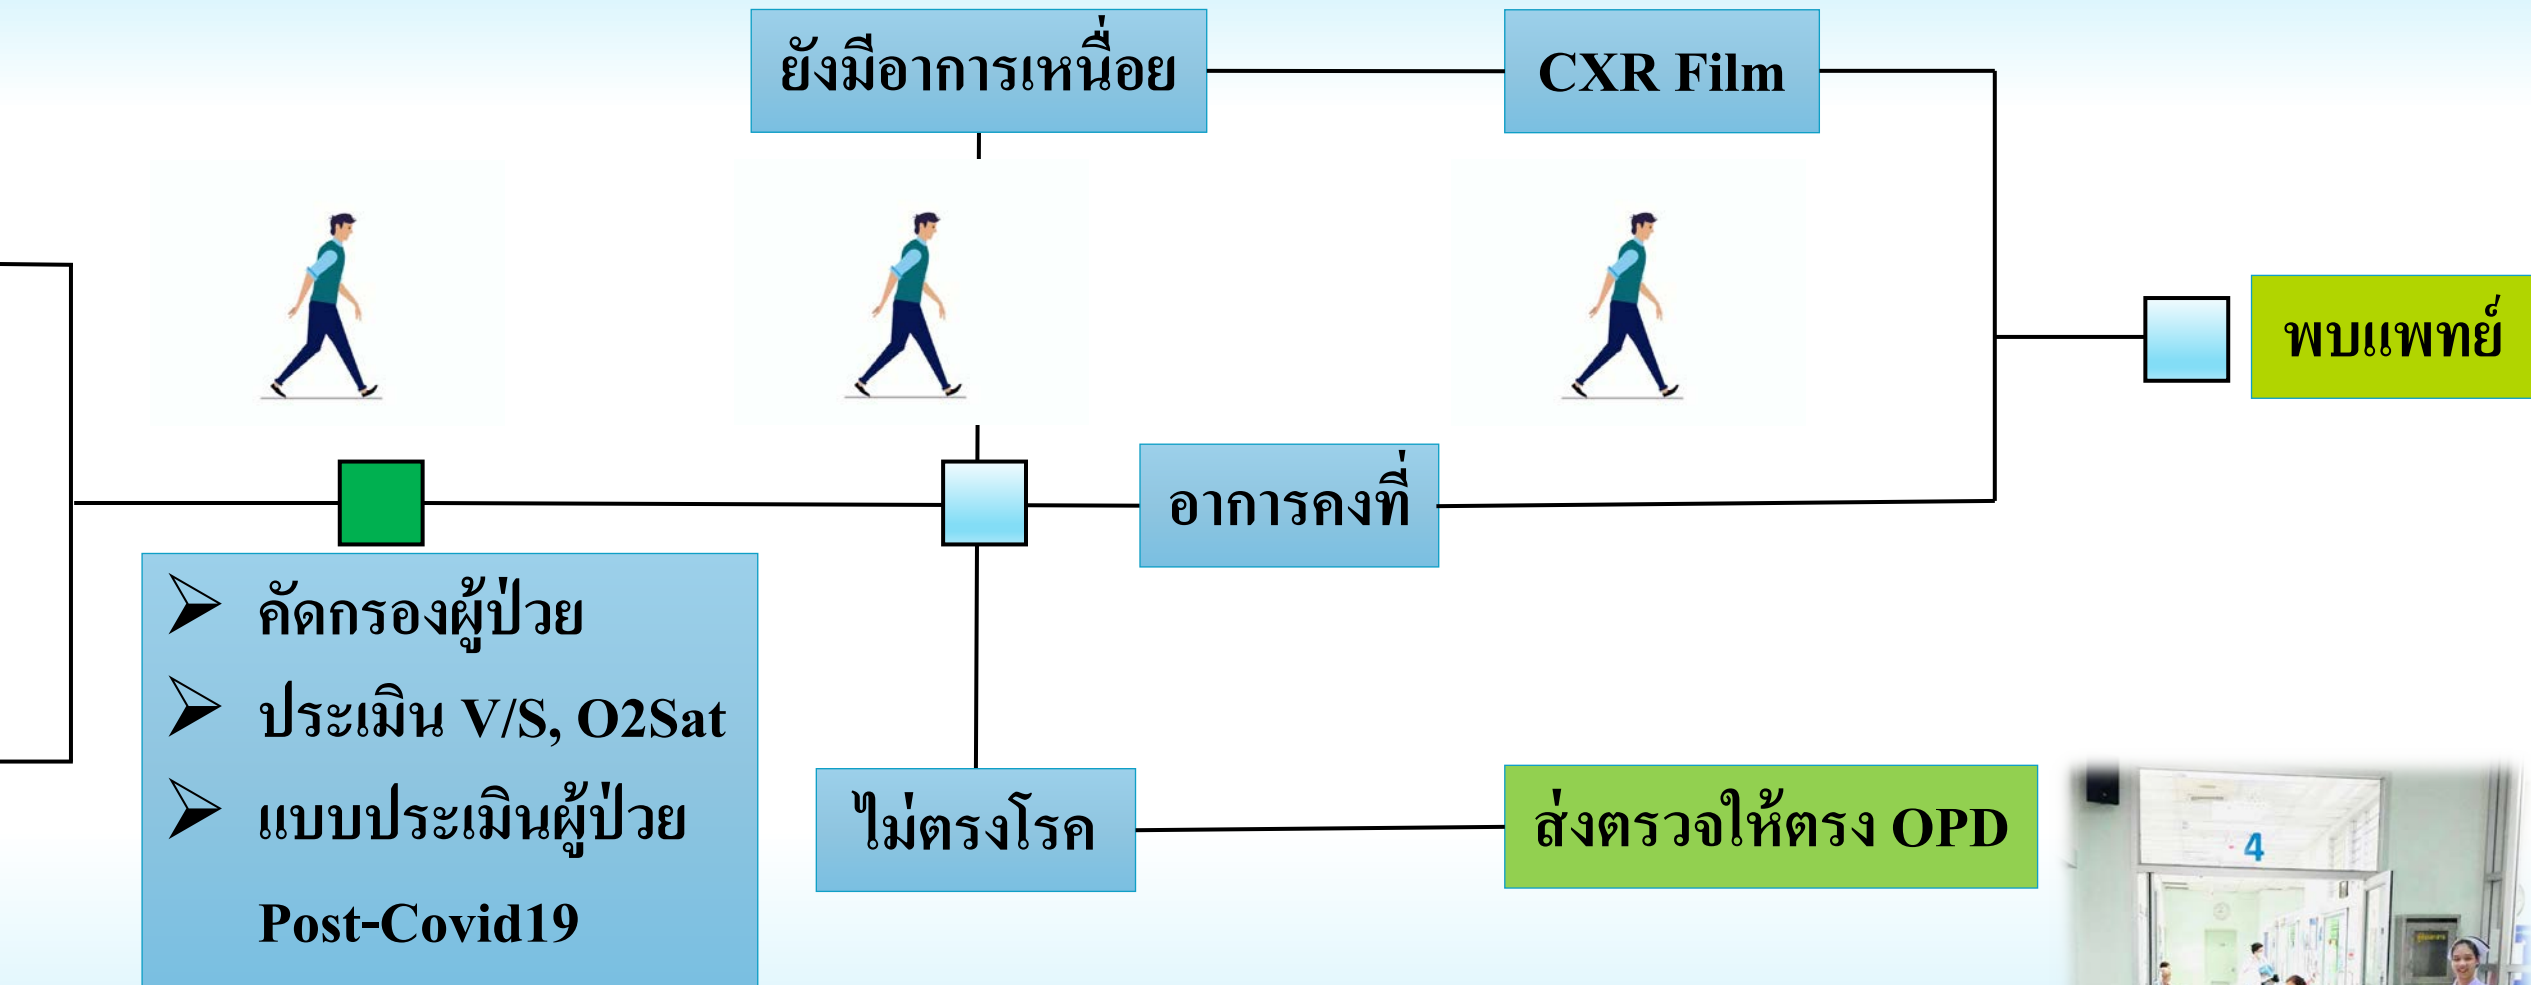 ยังมีอาการเหนื่อย
CXR Film
พบแพทย์
อาการคงที่
คัดกรองผู้ป่วย
ประเมิน V/S, O2Sat
แบบประเมินผู้ป่วย
Post-Covid19
ไม่ตรงโรค
ส่งตรวจให้ตรง OPD
4